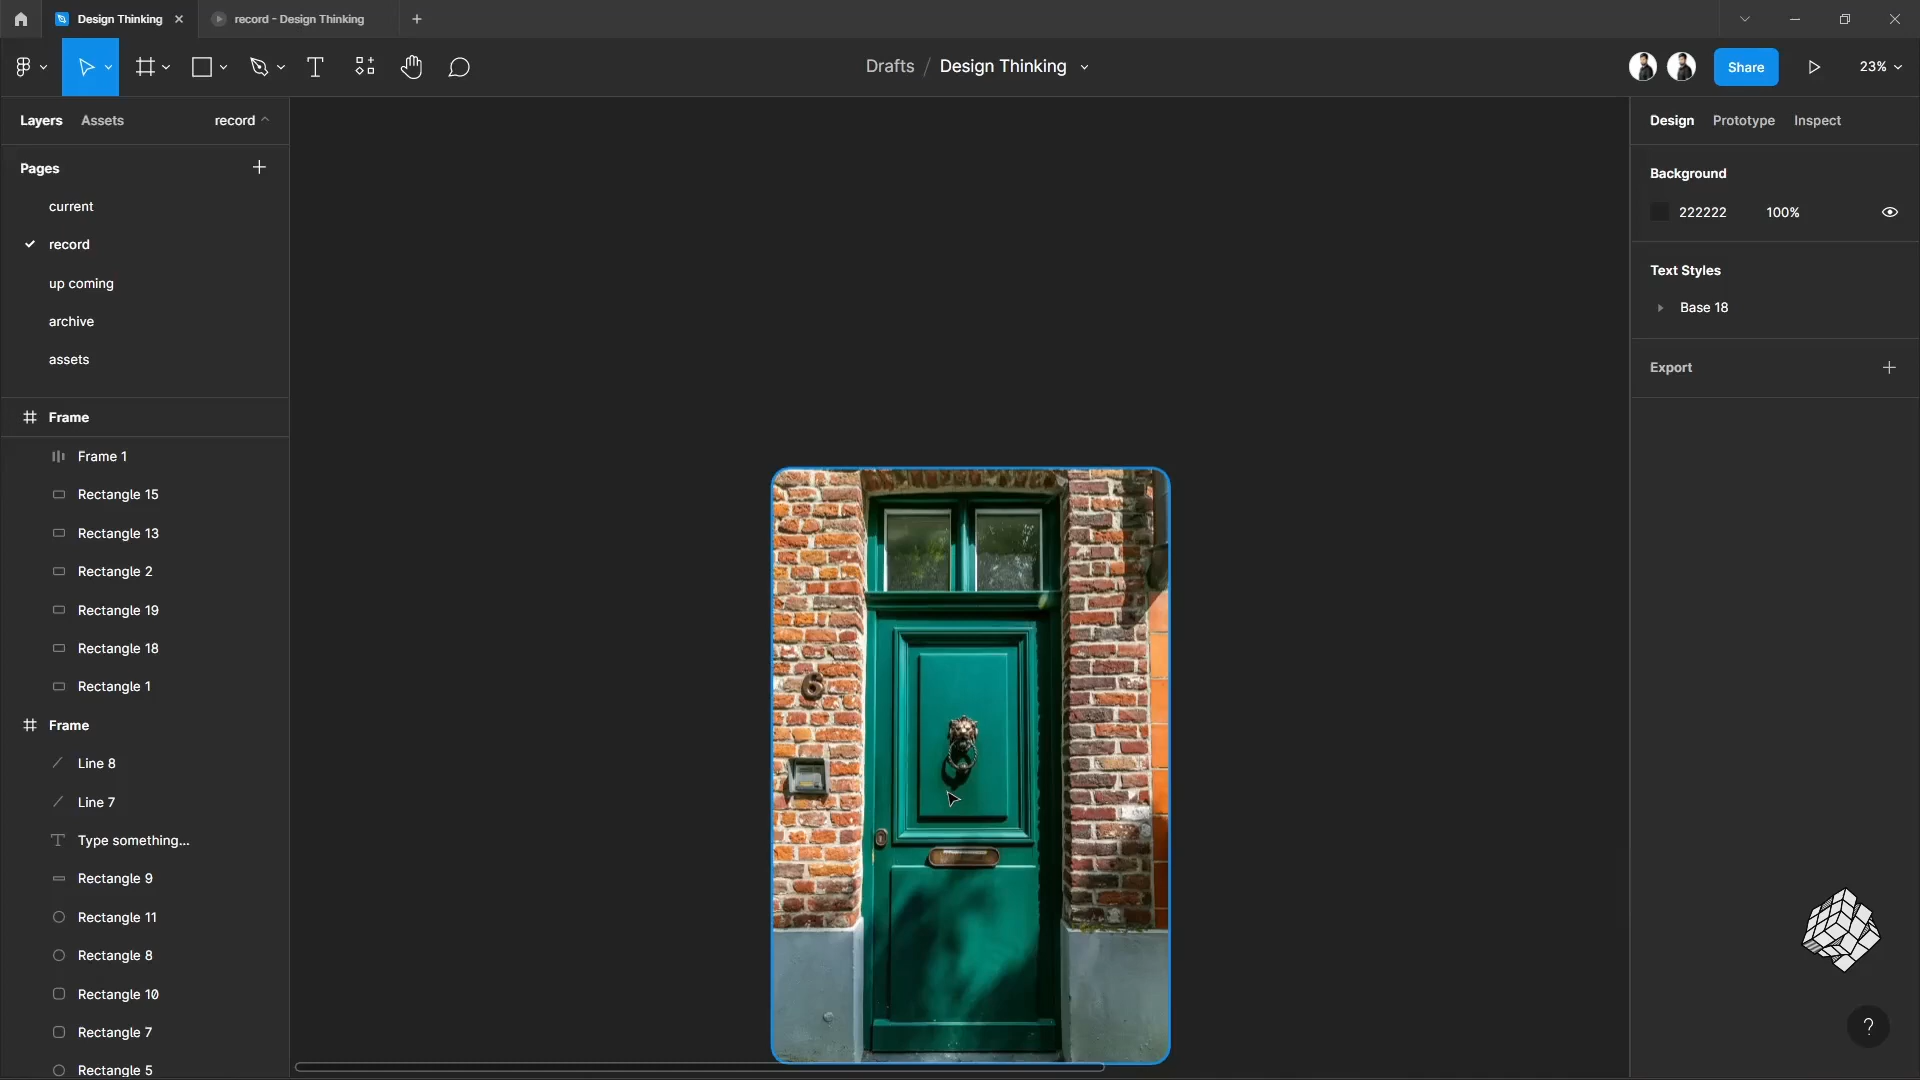 Design Thinking
record - Design Thinking
Drafts / Design Thinking
Share
23%
Layers
Assets
record
Pages
current
record
up coming
archive
assets
Frame
Frame 1
Rectangle 15
Rectangle 13
Rectangle 2
Rectangle 19
Rectangle 18
Rectangle 1
Frame
Line 8
Line 7
Type something...
Rectangle 9
Rectangle 11
Rectangle 8
Rectangle 10
Rectangle 7
Rectangle 5
6
Design
Prototype
Inspect
Background
222222
100%
Text Styles
Base 18
Export
?